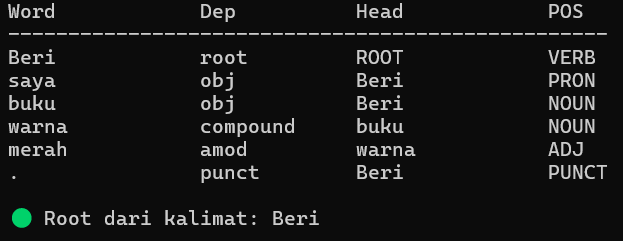 Word Dep Head POS
--------------------------------------------------
Beri root ROOT VERB
saya obj Beri PRON
buku obj Beri NOUN
warna compound buku NOUN
merah amod warna ADJ
. punct Beri PUNCT
Root dari kalimat: Beri